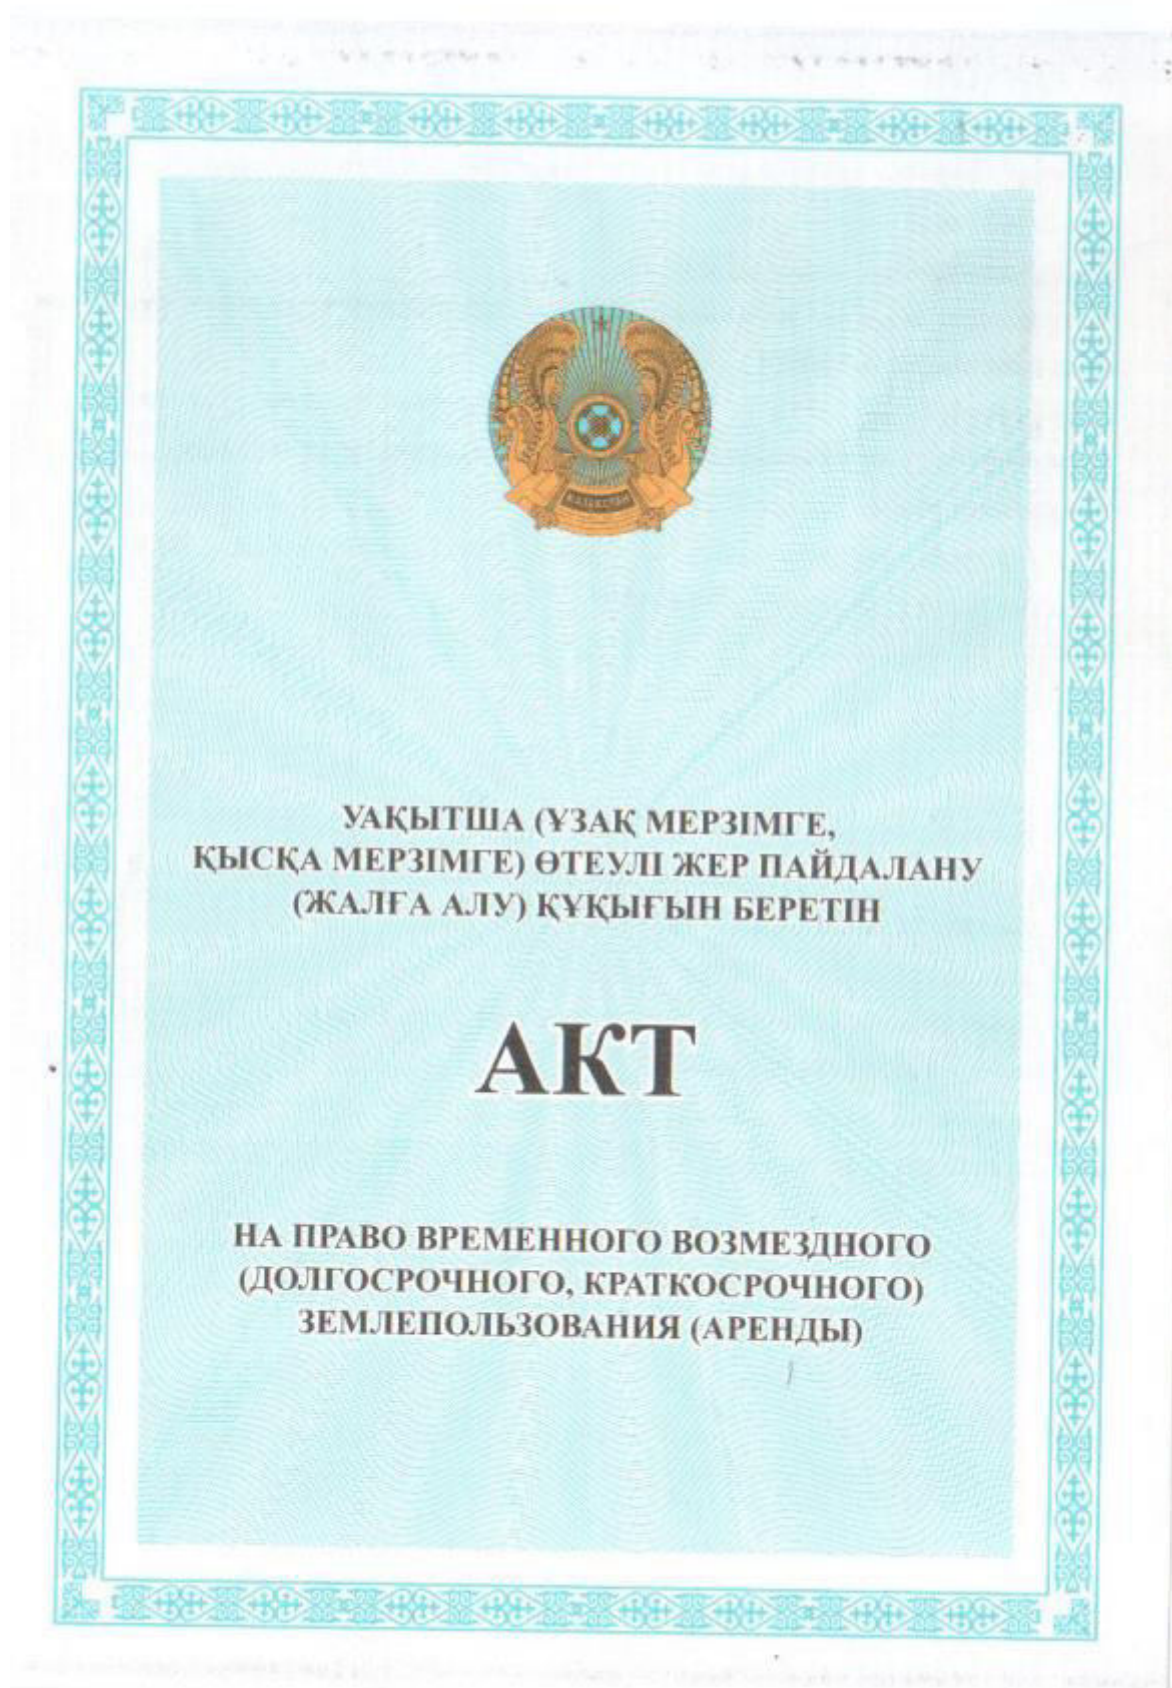 ҚАЗАҚСТАН
УАҚЫТША (ҰЗАҚ МЕРЗІМГЕ,
ҚЫСҚА МЕРЗІМГЕ) ӨТЕУЛІ ЖЕР ПАЙДАЛАНУ
(ЖАЛҒА АЛУ) ҚҰҚЫҒЫН БЕРЕТІН
АКТ
НА ПРАВО ВРЕМЕННОГО ВОЗМЕЗДНОГО
(ДОЛГОСРОЧНОГО, КРАТКОСРОЧНОГО)
ЗЕМЛЕПОЛЬЗОВАНИЯ (АРЕНДЫ)